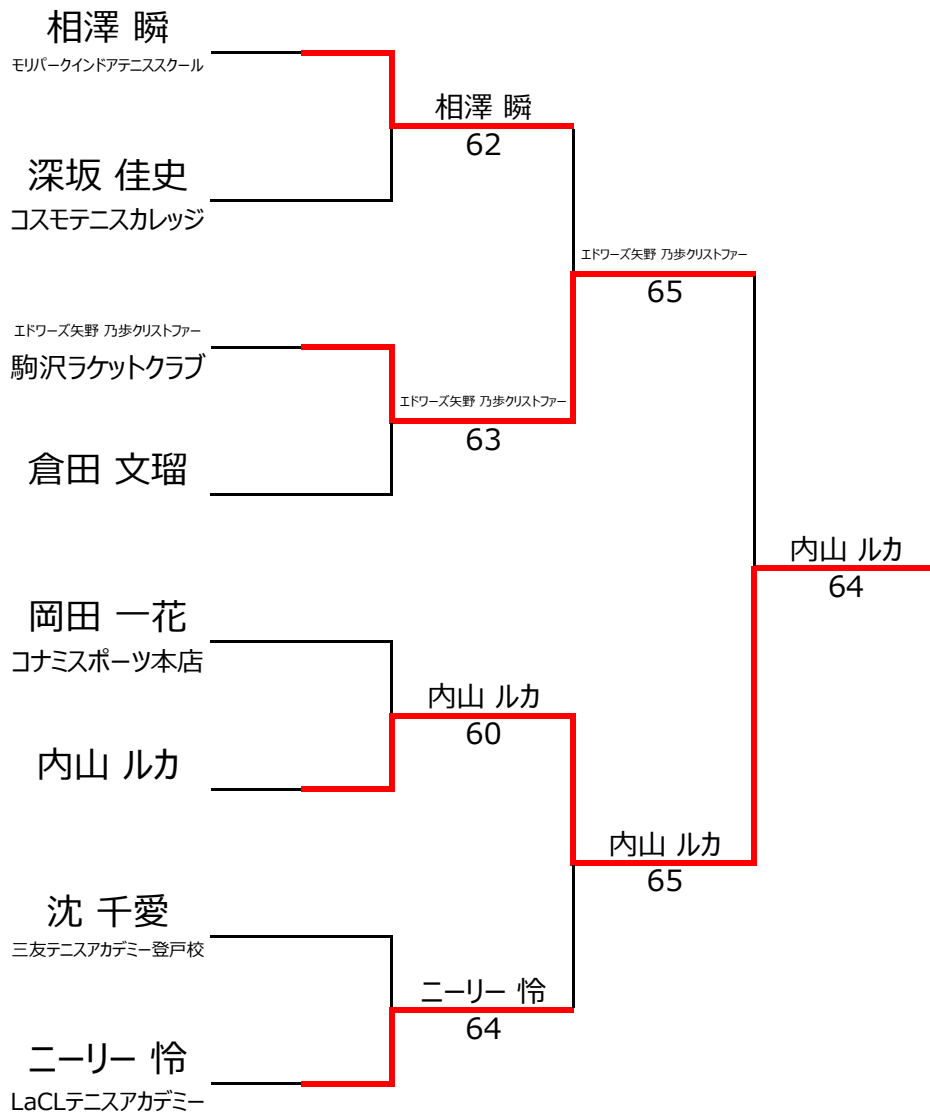 相澤 瞬
モリパークインドアテニススクール
相澤 瞬
62
深坂 佳史
コスモテニスカレッジ
エドワーズ矢野 乃歩クリストファー
65
エドワーズ矢野 乃歩クリストファー
駒沢ラケットクラブ
エドワーズ矢野 乃歩クリストファー
63
倉田 文瑠
内山 ルカ
64
岡田 一花
コナミスポーツ本店
内山 ルカ
60
内山 ルカ
内山 ルカ
65
沈 千愛
三友テニスアカデミー登戸校
ニーリー 怜
64
ニーリー 怜
LaCLテニスアカデミー